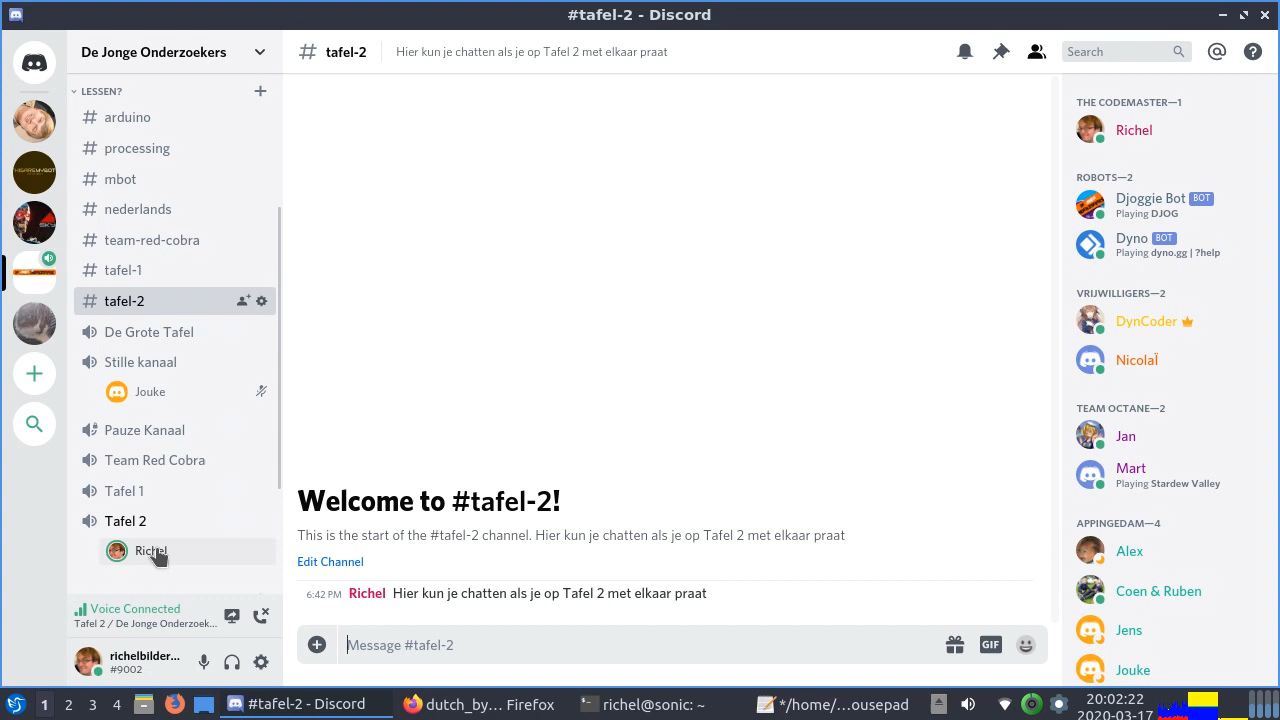 #tafel-2 - Discord
De Jonge Onderzoekers
tafel-2
Hier kun je chatten als je op Tafel 2 met elkaar praat
Search
LESSEN?
arduino
processing
mbot
nederlands
team-red-cobra
tafel-1
tafel-2
De Grote Tafel
Stille kanaal
Jouke
Pauze Kanaal
Team Red Cobra
Tafel 1
Tafel 2
Richel
Voice Connected
Tafel 2 / De Jonge Onderzoek...
richelbilder...
#9002
Welcome to #tafel-2!
This is the start of the #tafel-2 channel. Hier kun je chatten als je op Tafel 2 met elkaar praat
Edit Channel
6:42 PM Richel Hier kun je chatten als je op Tafel 2 met elkaar praat
Message #tafel-2
GIF
THE CODEMASTER—1
Richel
ROBOTS—2
Djoggie Bot BOT
Playing DJOG
Dyno BOT
Playing dyno.gg | ?help
VRIJWILLIGERS—2
DynCoder
NicolaÏ
TEAM OCTANE—2
Jan
Mart
Playing Stardew Valley
APPINGEDAM—4
Alex
Coen & Ruben
Jens
Jouke
1 2 3 4
#tafel-2 - Discord
dutch_by... Firefox
richel@sonic: ~
*/home/...ousepad
20:02:22
2020-03-17